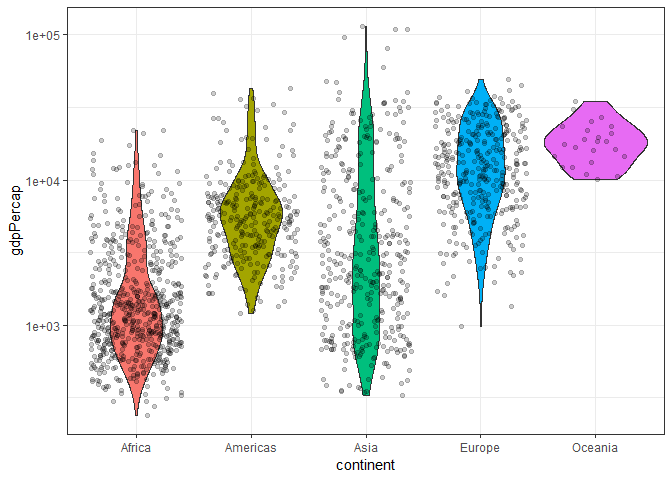 1e+05
1e+04
1e+03
gdpPercap
Africa Americas Asia Europe Oceania
continent